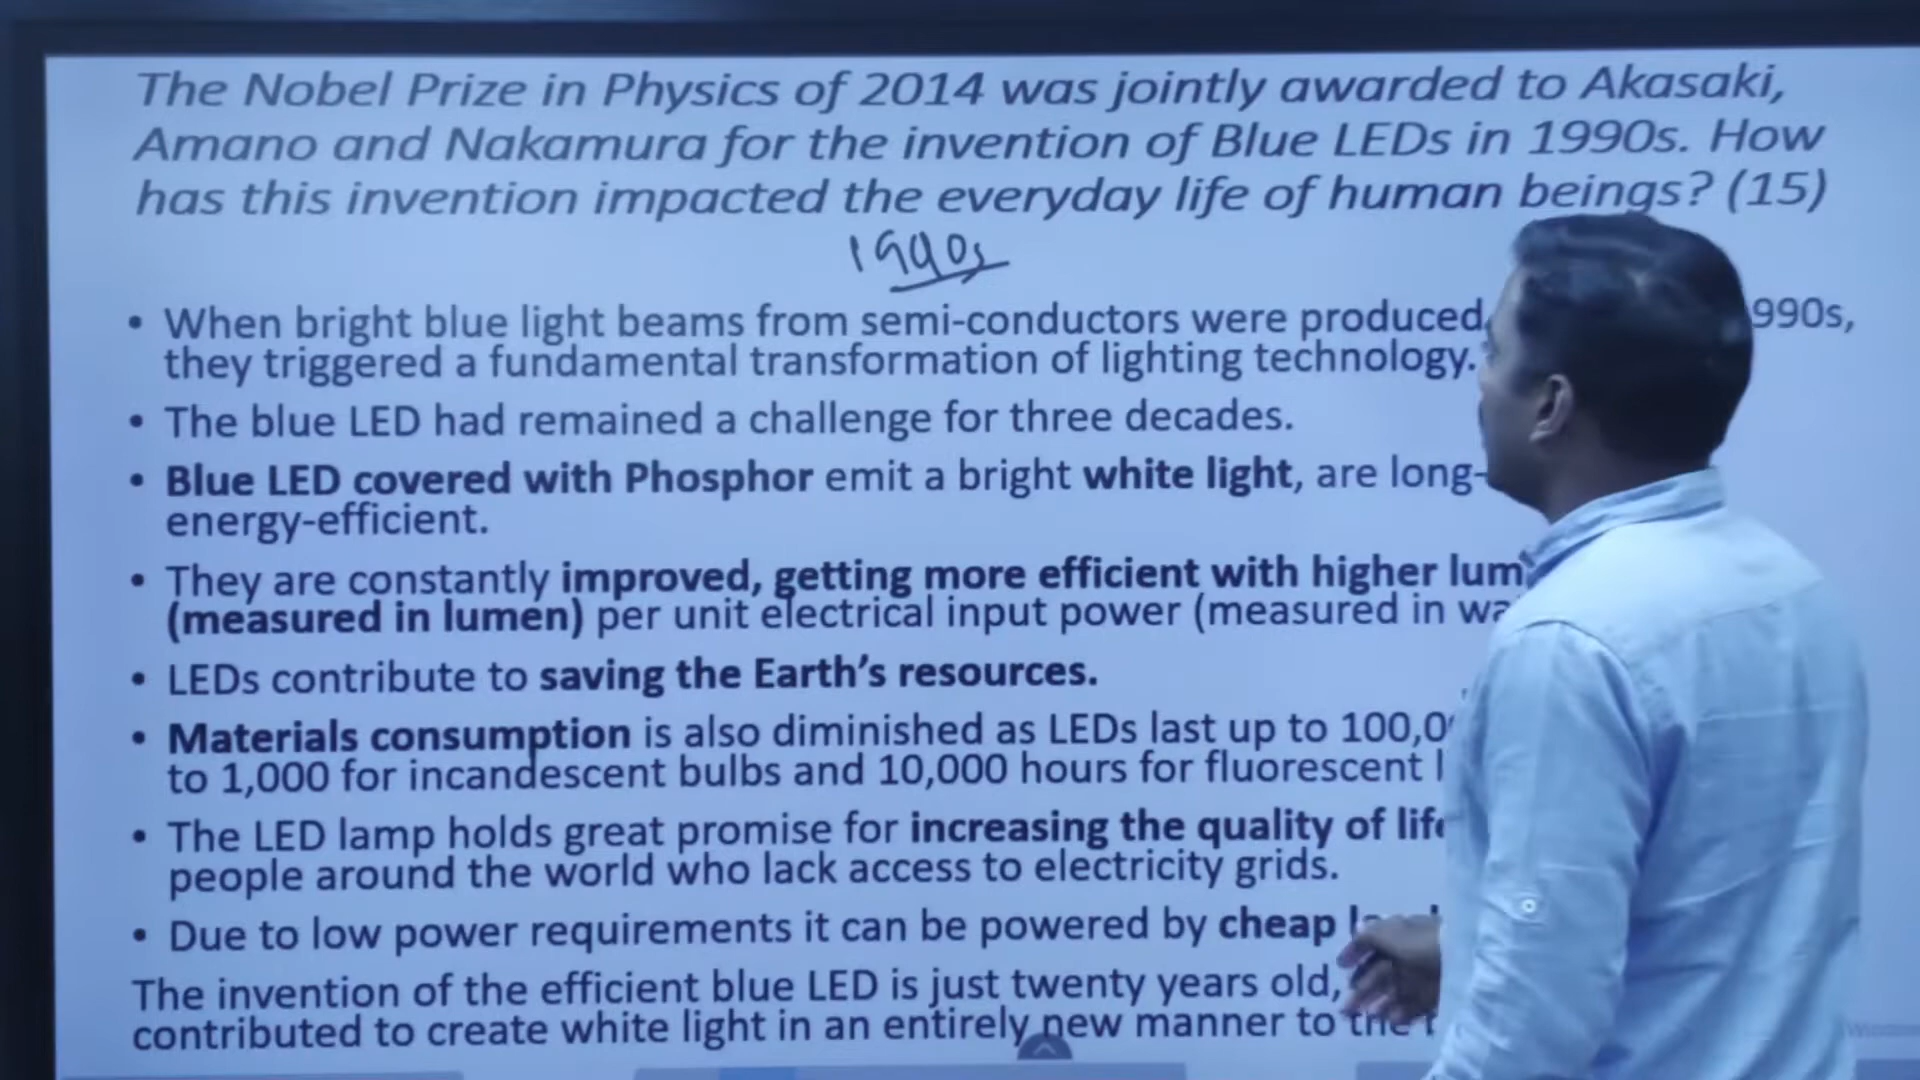 The Nobel Prize in Physics of 2014 was jointly awarded to Akasaki,
Amano and Nakamura for the invention of Blue LEDs in 1990s. How
has this invention impacted the everyday life of human beings? (15)
1990s
• When bright blue light beams from semi-conductors were produced 990s,
they triggered a fundamental transformation of lighting technology.
• The blue LED had remained a challenge for three decades.
• Blue LED covered with Phosphor emit a bright white light, are long-
energy-efficient.
• They are constantly improved, getting more efficient with higher
(measured in lumen) per unit electrical input power (measured in
• LEDs contribute to saving the Earth's resources.
• Materials consumption is also diminished as LEDs last up to
to 1,000 for incandescent bulbs and 10,000 hours for fluorescent
• The LED lamp holds great promise for increasing the quality of
people around the world who lack access to electricity grids.
• Due to low power requirements it can be powered by cheap
The invention of the efficient blue LED is just twenty years old,
contributed to create white light in an entirely new manner to the